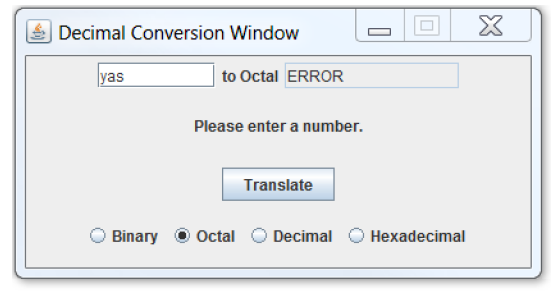 Decimal Conversion Window
yas to Octal ERROR
Please enter a number.
Translate
Binary Octal Decimal Hexadecimal